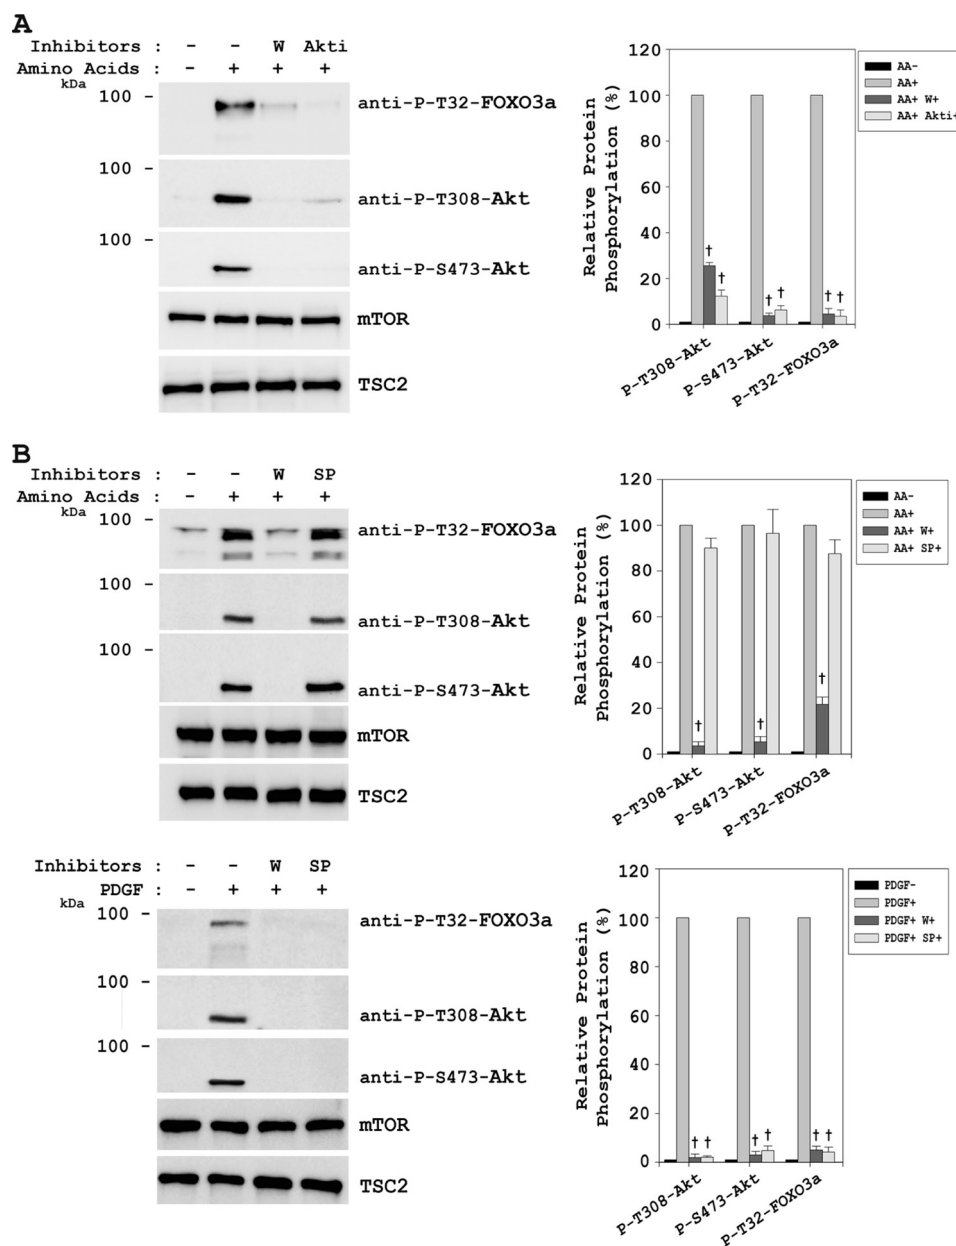 A
Inhibitors : - - W Akti
Amino Acids : - + + +
kDa
100 -
anti-P-T32-FOXO3a
100 -
anti-P-T308-Akt
100 -
anti-P-S473-Akt
mTOR
TSC2
Relative Protein
Phosphorylation (%)
120
100
80
60
40
20
0
† † † † † †
P-T308-Akt
P-S473-Akt
P-T32-FOXO3a
AA-
AA+
AA+ W+
AA+ Akti+
B
Inhibitors : - - W SP
Amino Acids : - + + +
kDa
100 -
anti-P-T32-FOXO3a
100 -
anti-P-T308-Akt
100 -
anti-P-S473-Akt
mTOR
TSC2
Relative Protein
Phosphorylation (%)
120
100
80
60
40
20
0
† † †
P-T308-Akt
P-S473-Akt
P-T32-FOXO3a
AA-
AA+
AA+ W+
AA+ SP+
Inhibitors : - - W SP
PDGF : - + + +
kDa
100 -
anti-P-T32-FOXO3a
100 -
anti-P-T308-Akt
100 -
anti-P-S473-Akt
mTOR
TSC2
Relative Protein
Phosphorylation (%)
120
100
80
60
40
20
0
† † † † † †
P-T308-Akt
P-S473-Akt
P-T32-FOXO3a
PDGF-
PDGF+
PDGF+ W+
PDGF+ SP+